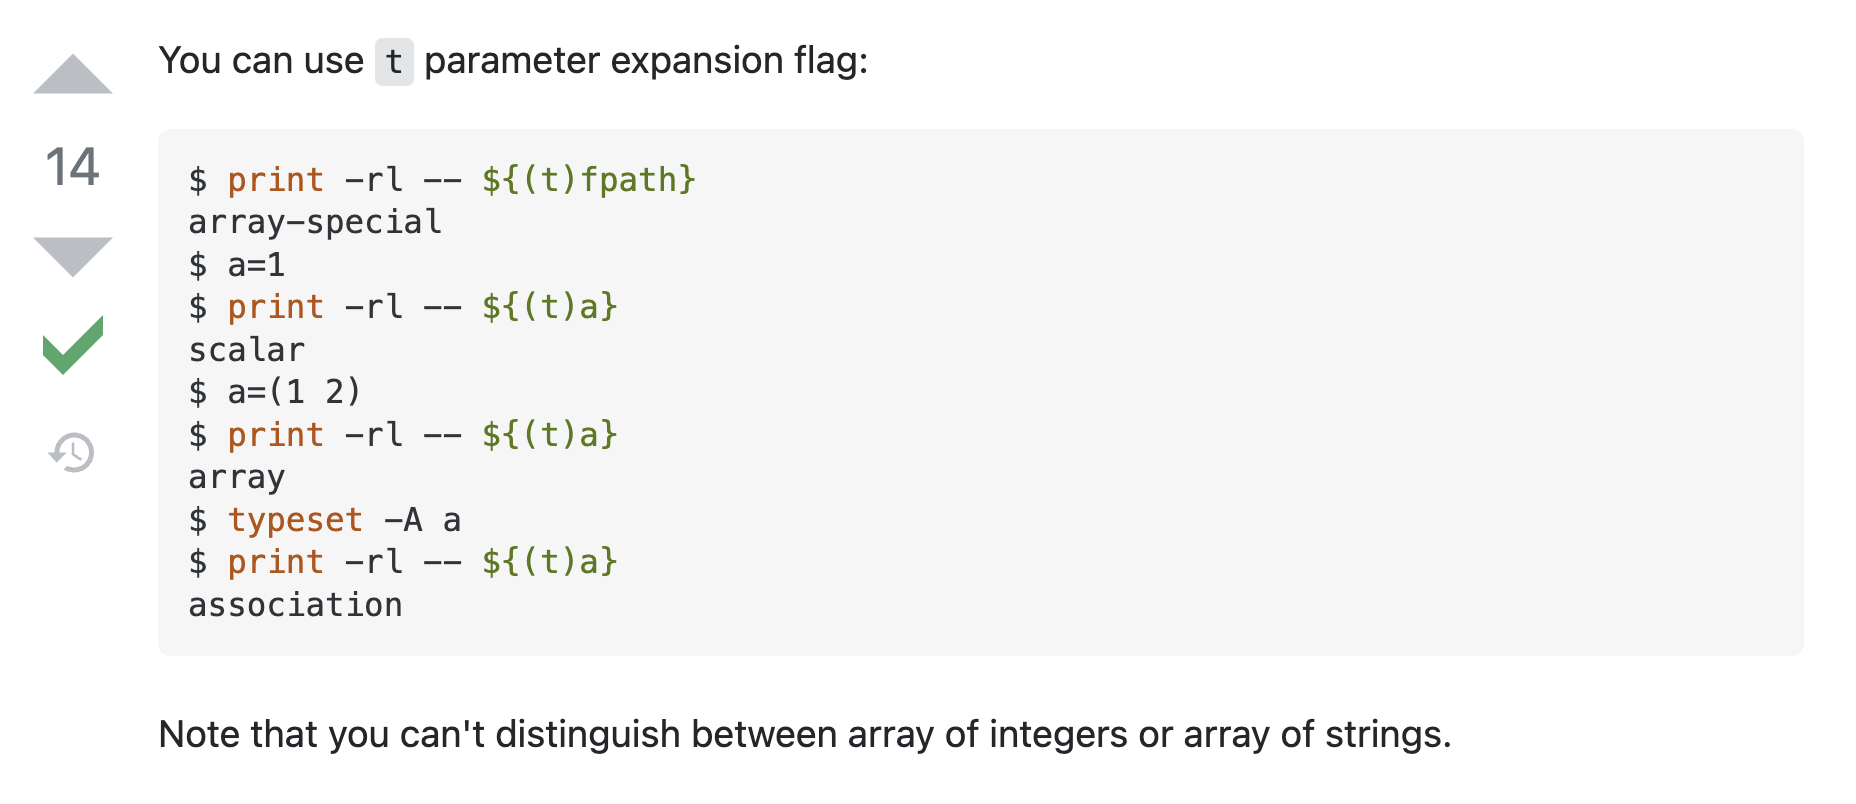 You can use t parameter expansion flag:
14
$ print -rl -- ${(t)fpath}
array-special
$ a=1
$ print -rl -- ${(t)a}
scalar
$ a=(1 2)
$ print -rl -- ${(t)a}
array
$ typeset -A a
$ print -rl -- ${(t)a}
association
Note that you can't distinguish between array of integers or array of strings.